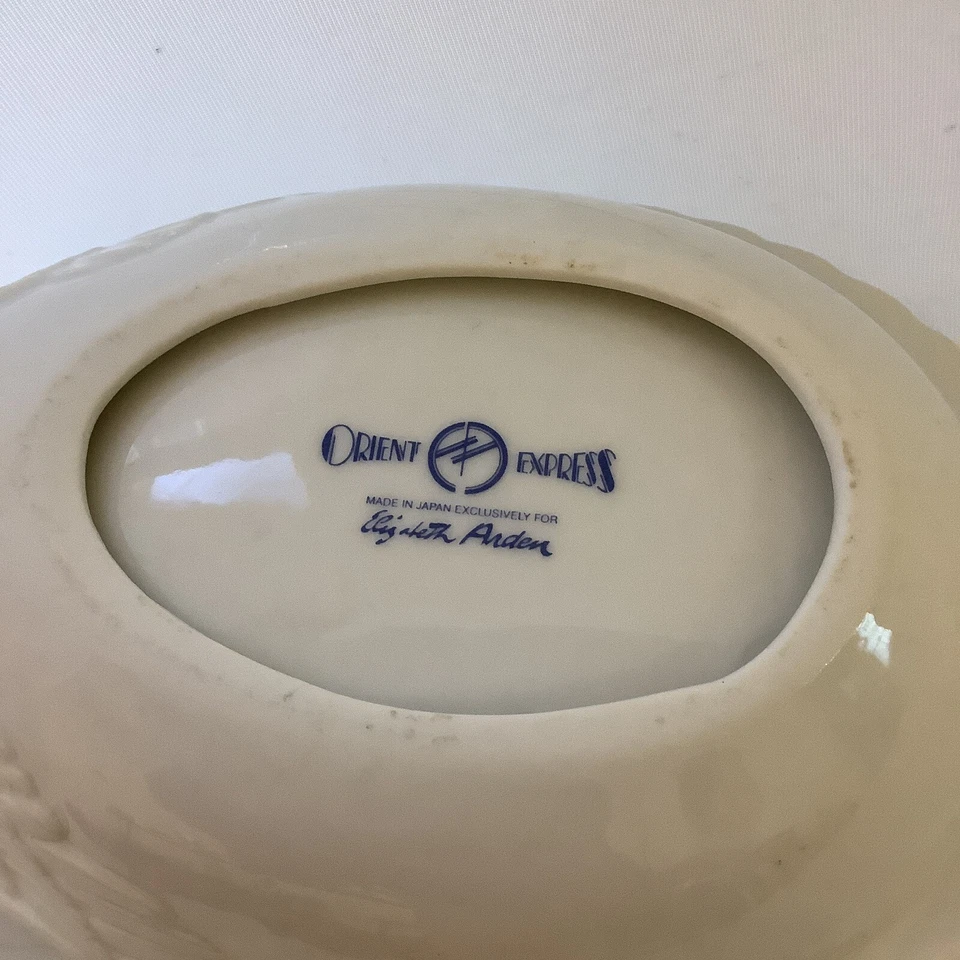 ORIENT EXPRESS
MADE IN JAPAN EXCLUSIVELY FOR
Elizabeth Arden